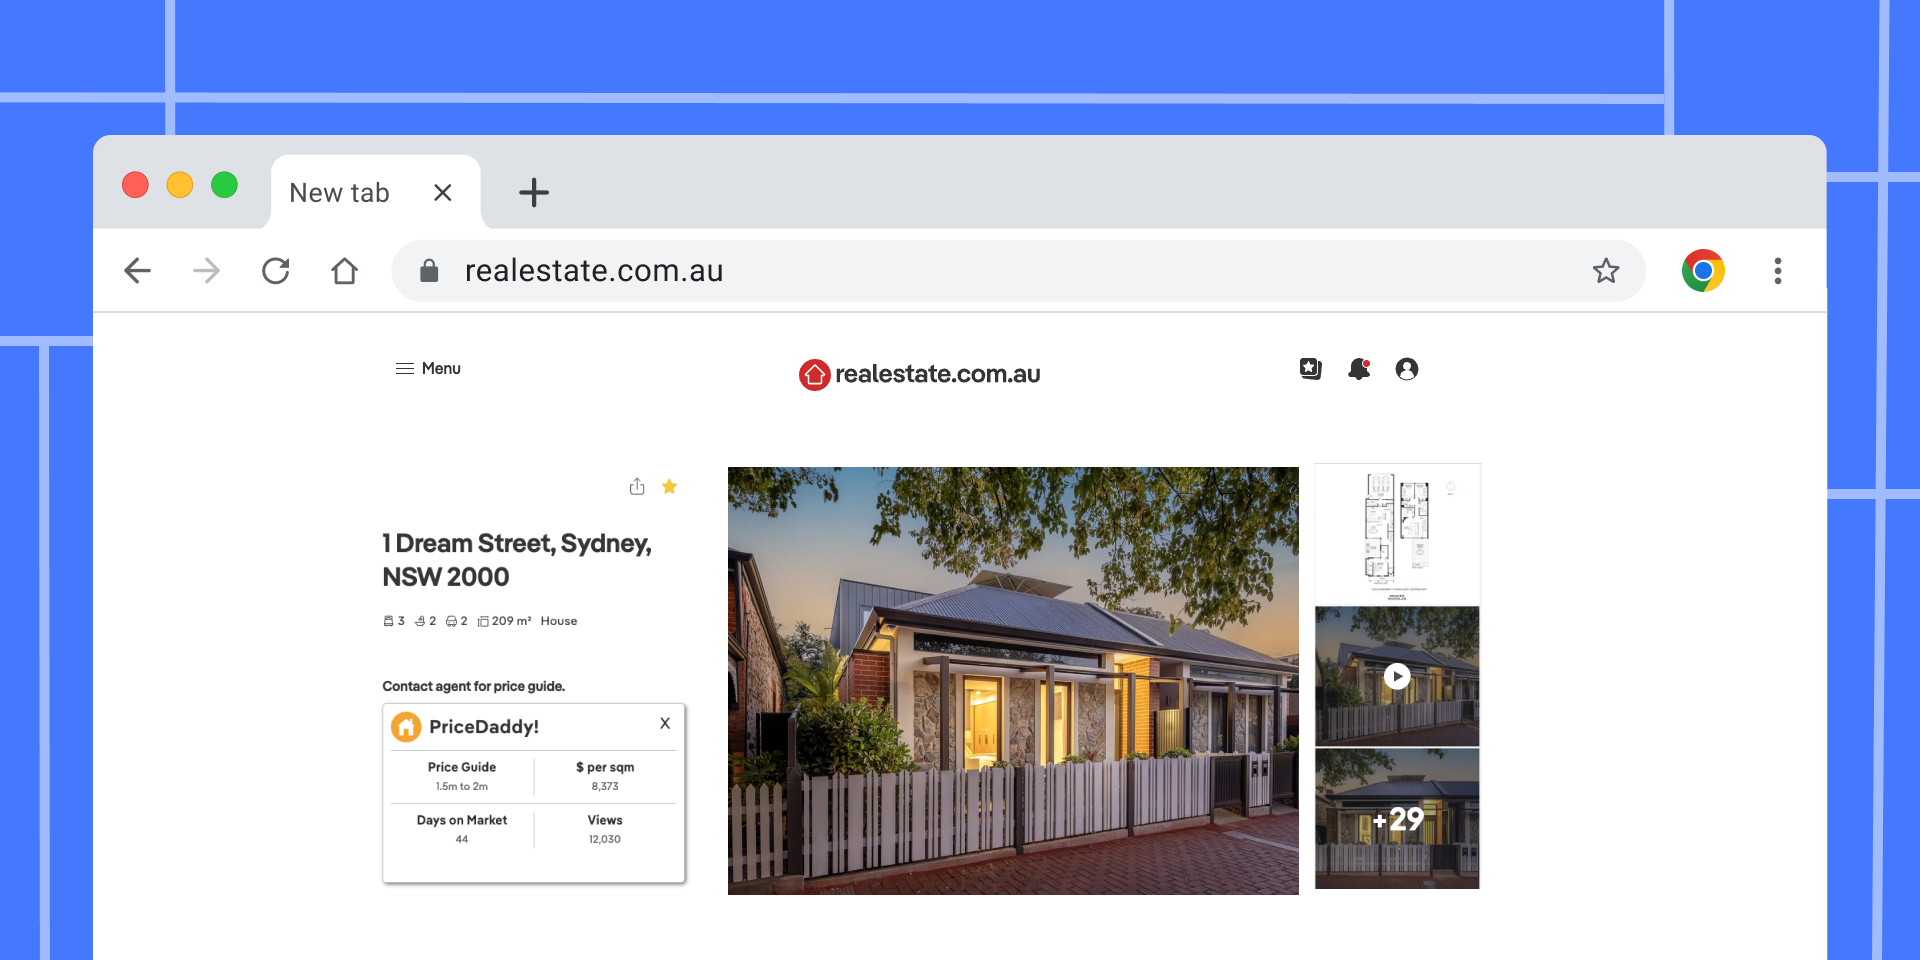 New tab
realestate.com.au
Menu
realestate.com.au
1 Dream Street, Sydney,
NSW 2000
3 2 2 209 m² House
Contact agent for price guide.
PriceDaddy!
X
Price Guide
$ per sqm
1.5m to 2m
8,373
Days on Market
Views
44
12,030
+29